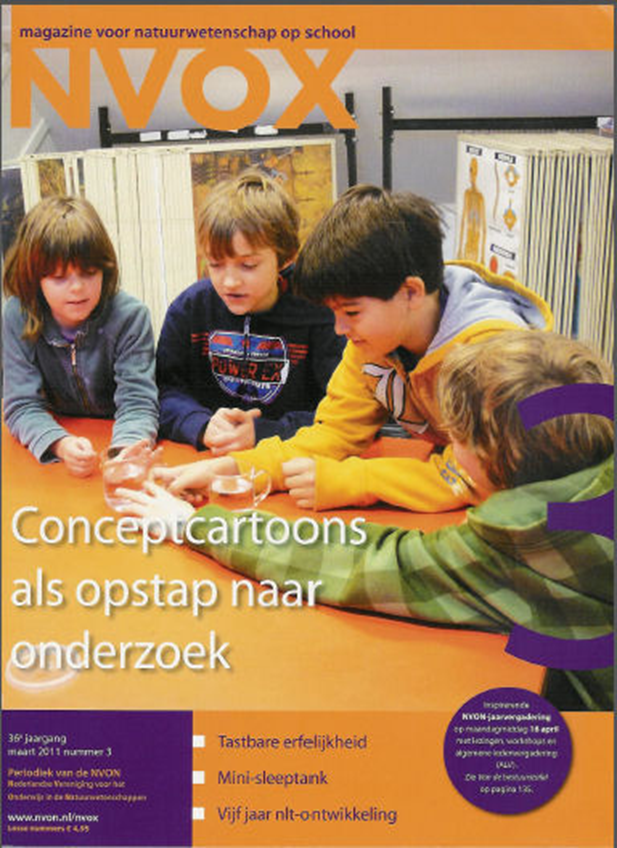 magazine voor natuurwetenschap op school
NVOX
POWER EX
3
Conceptcartoons
als opstap naar
onderzoek
36e jaargang
maart 2011 nummer 3
Periodiek van de NVON
Nederlandse Vereniging voor het
Onderwijs in de Natuurwetenschappen
www.nvon.nl/nvox
Losse nummers € 4,95
Tastbare erfelijkheid
Mini-sleeptank
Vijf jaar nlt-ontwikkeling
Inspirerende
NVON-jaarvergadering
op maandagmiddag 18 april
met lezingen, workshops en
algemene ledenvergadering
(ALV).
Zie
op pagina 135.